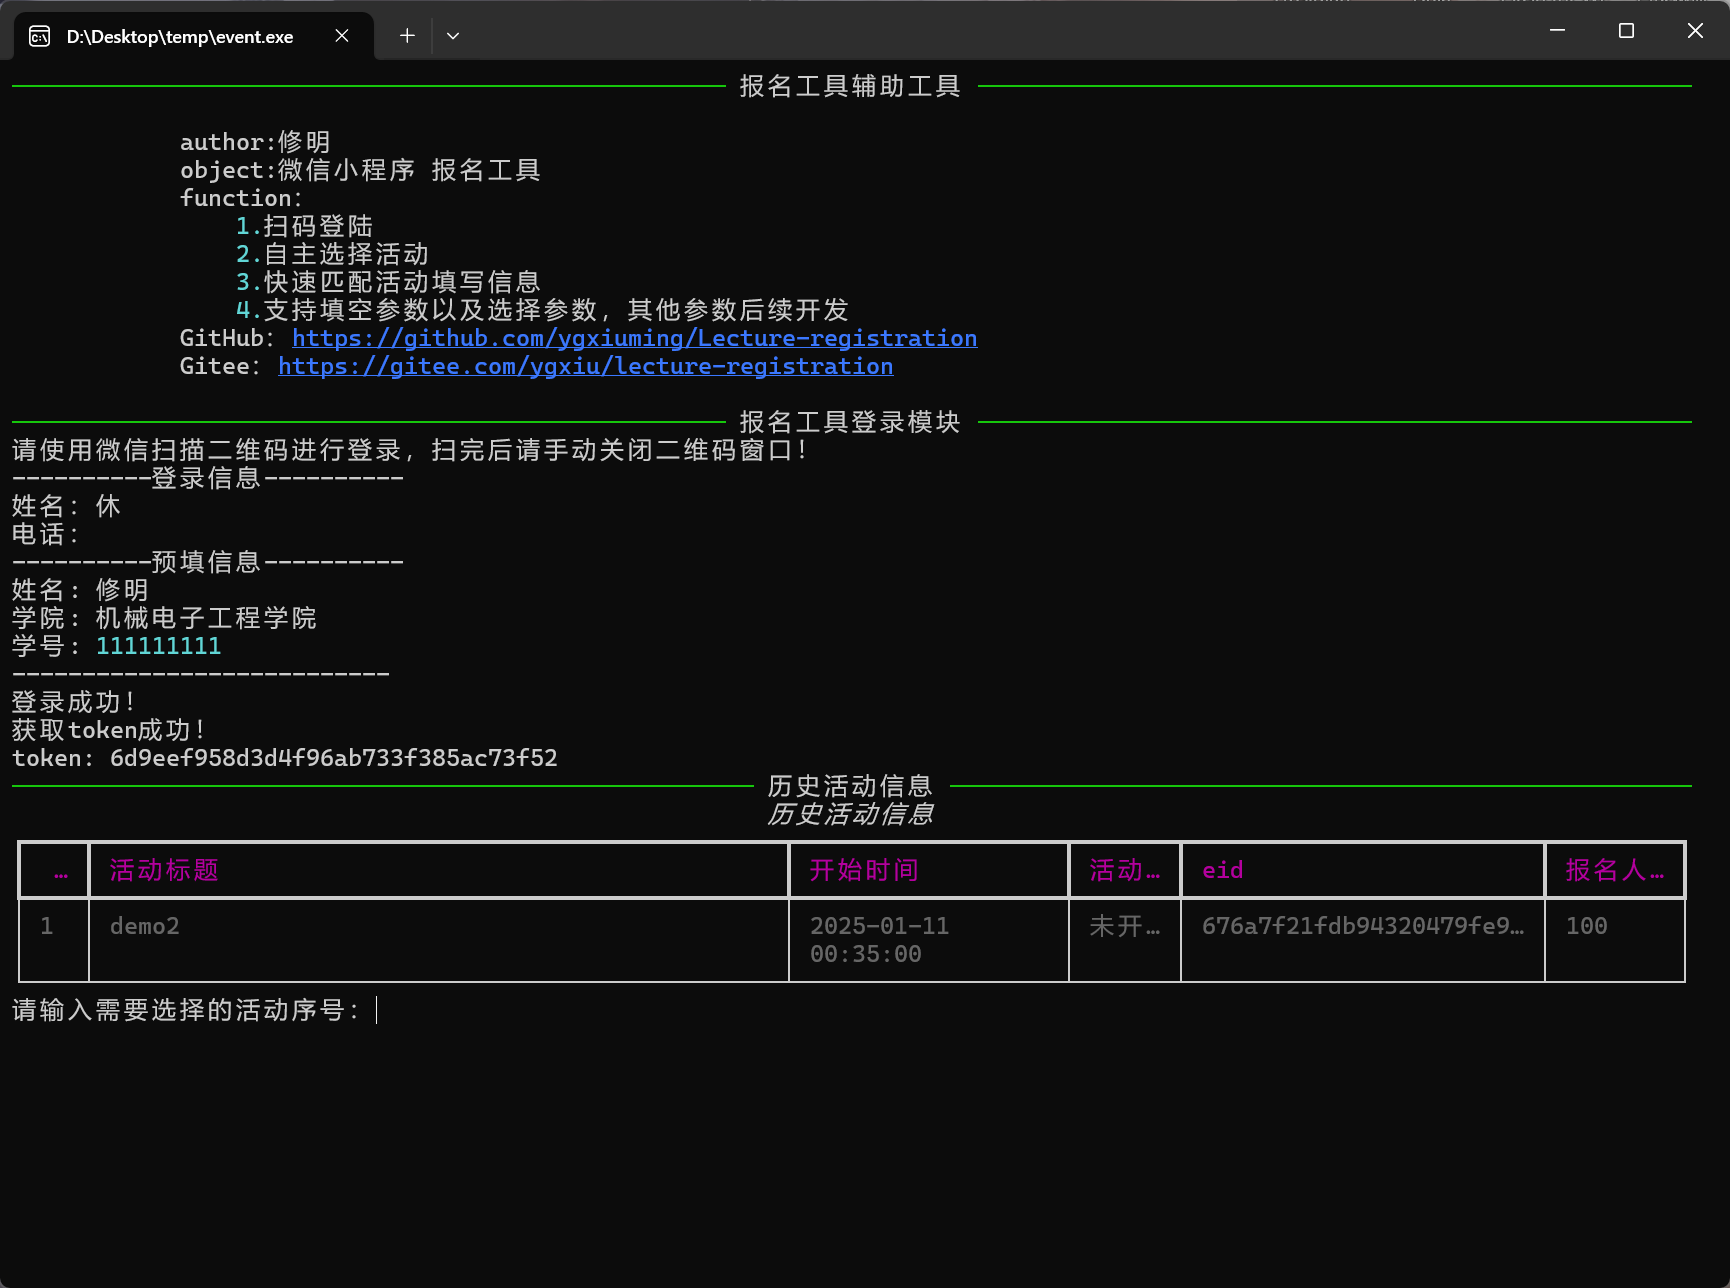 D:\Desktop\temp\event.exe
报名工具辅助工具
author:修明
object:微信小程序 报名工具
function:
1.扫码登陆
2.自主选择活动
3.快速匹配活动填写信息
4.支持填空参数以及选择参数，其他参数后续开发
GitHub: https://github.com/ygxiuming/Lecture-registration
Gitee: https://gitee.com/ygxiu/lecture-registration
报名工具登录模块
请使用微信扫描二维码进行登录，扫完后请手动关闭二维码窗口！
----------登录信息----------
姓名: 休
电话:
----------预填信息----------
姓名: 修明
学院: 机械电子工程学院
学号: 111111111
---------------------------
登录成功！
获取token成功！
token: 6d9eef958d3d4f96ab733f385ac73f52
历史活动信息
历史活动信息
… 活动标题 开始时间 活动… eid 报名人…
1 demo2 2025-01-11 未开… 676a7f21fdb94320479fe9… 100
00:35:00
请输入需要选择的活动序号: